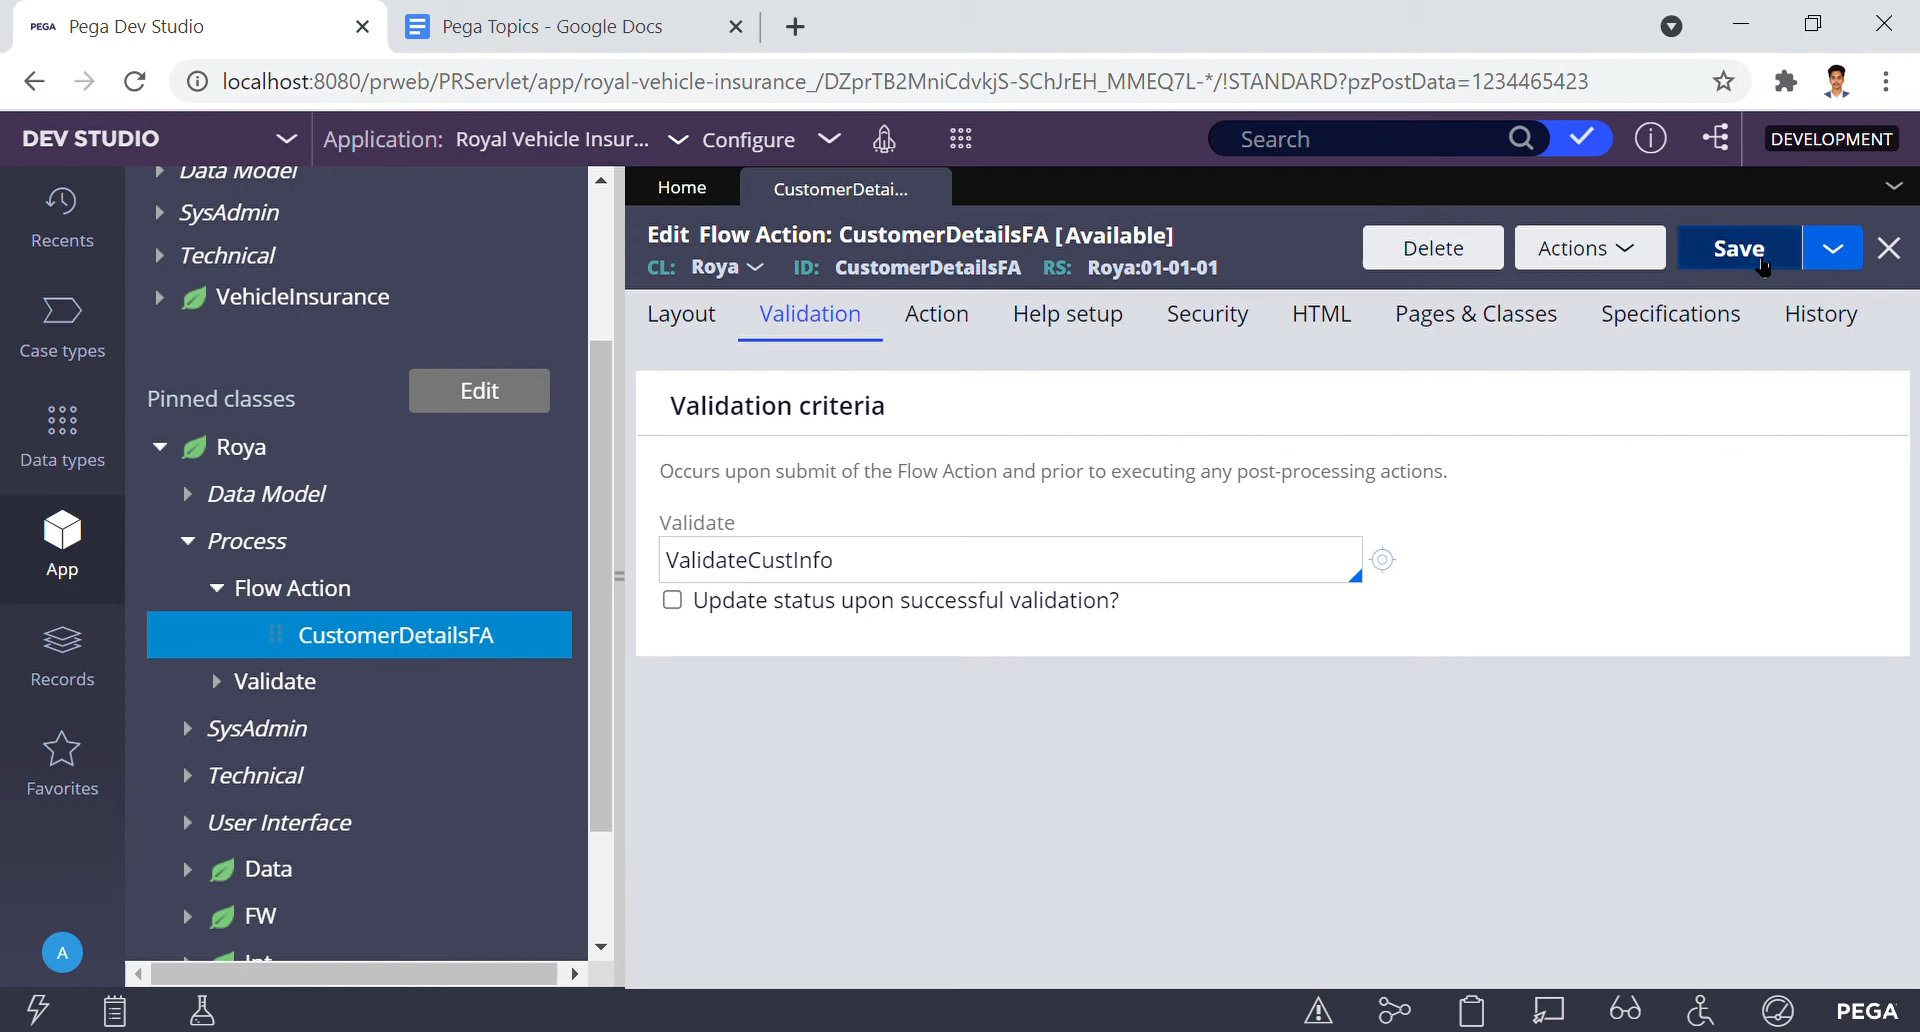 PEGA Pega Dev Studio
Pega Topics - Google Docs
localhost:8080/prweb/PRServlet/app/royal-vehicle-insurance_/DZprTB2MniCdvkjS-SChJrEH_MMEQ7L-*/!STANDARD?pzPostData=1234465423
DEV STUDIO
Application: Royal Vehicle Insur...
Configure
Search
DEVELOPMENT
Recents
Case types
Data types
App
Records
Favorites
A
Data Model
SysAdmin
Technical
VehicleInsurance
Pinned classes
Edit
Roya
Data Model
Process
Flow Action
CustomerDetailsFA
Validate
SysAdmin
Technical
User Interface
Data
FW
Int
Home
CustomerDetai...
Edit Flow Action: CustomerDetailsFA [Available]
CL: Roya ID: CustomerDetailsFA RS: Roya:01-01-01
Delete
Actions
Save
Layout Validation Action Help setup Security HTML Pages & Classes Specifications History
Validation criteria
Occurs upon submit of the Flow Action and prior to executing any post-processing actions.
Validate
ValidateCustInfo
Update status upon successful validation?
PEGA